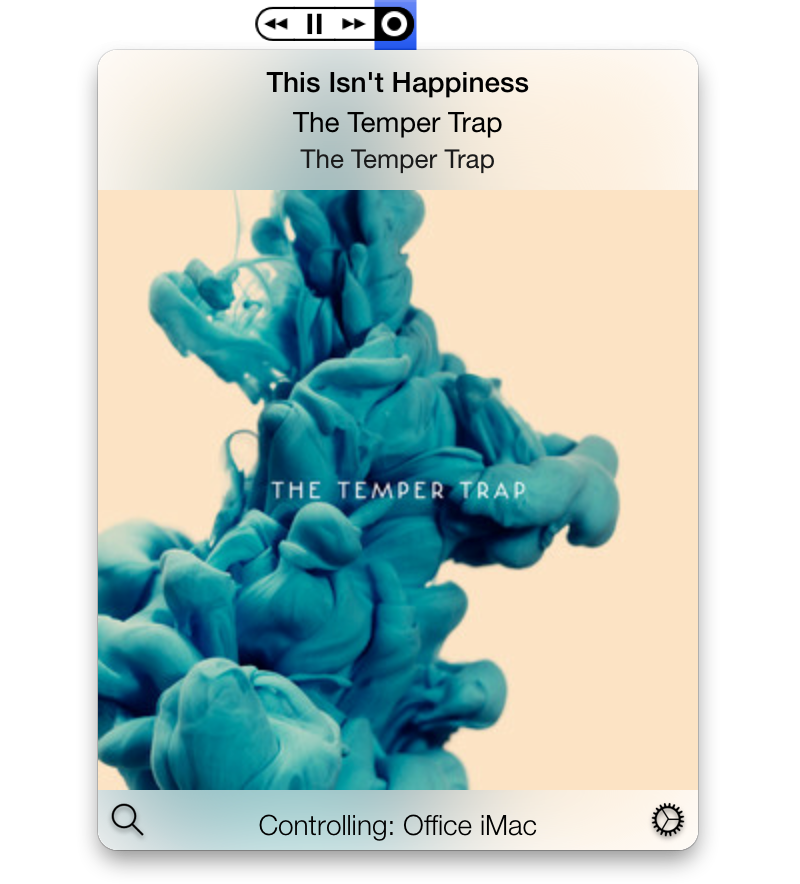 This Isn't Happiness
The Temper Trap
The Temper Trap
THE TEMPER TRAP
Controlling: Office iMac